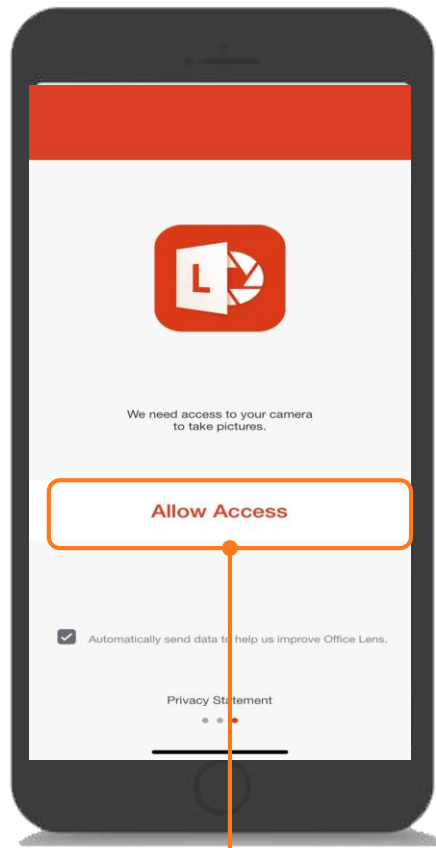 L
We need access to your camera
to take pictures.
Allow Access
Automatically send data to help us improve Office Lens.
Privacy Statement